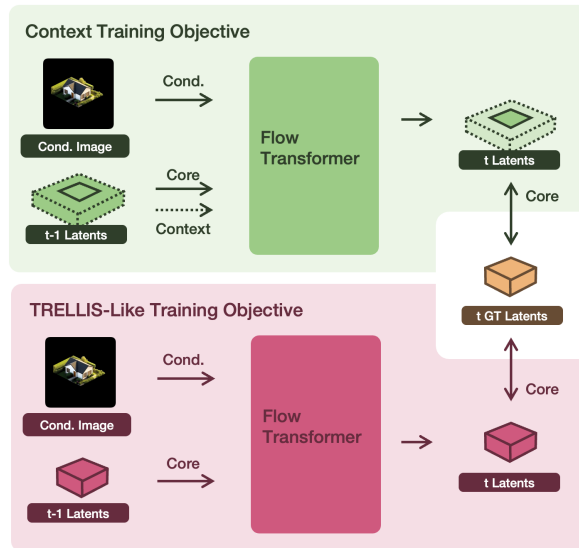 Context Training Objective
Cond.
Cond. Image
Flow
Transformer
Core
Context
t-1 Latents
t Latents
Core
t GT Latents
TRELLIS-Like Training Objective
Cond.
Cond. Image
Flow
Transformer
Core
Core
t-1 Latents
t Latents